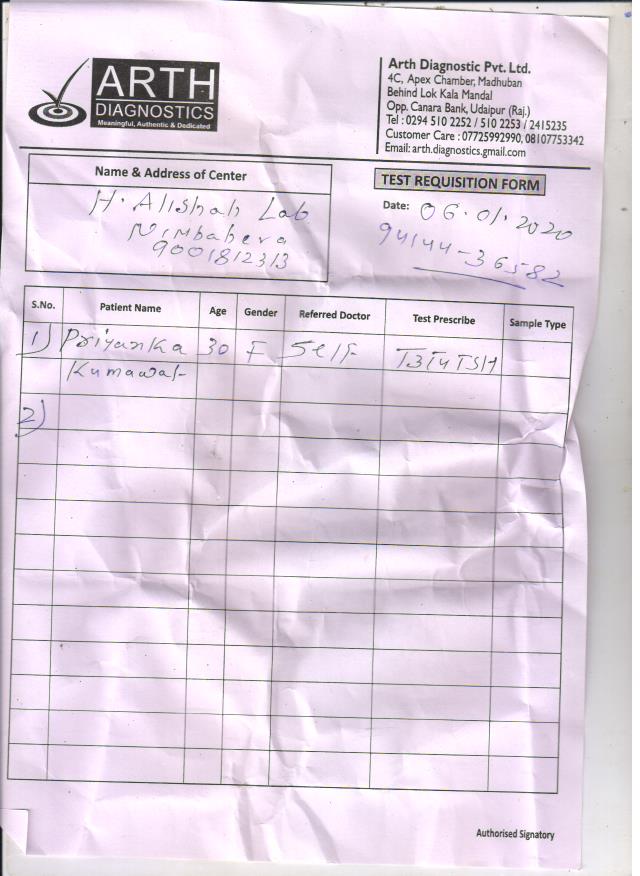 ARTH
DIAGNOSTICS
Meaningful, Authentic & Dedicated
Arth Diagnostic Pvt. Ltd.
4C, Apex Chamber, Madhuban
Behind Lok Kala Mandal
Opp. Canara Bank, Udaipur (Raj.)
Tel : 0294 510 2252 / 510 2253 / 2415235
Customer Care : 07725992990, 08107753342
Email: arth.diagnostics.gmail.com
Name & Address of Center
H. Alishah Lab
Nimbahera
9001812313
TEST REQUISITION FORM
Date: 06.01.2020
94144-36582
S.No. Patient Name Age Gender Referred Doctor Test Prescribe Sample Type
1) Priyanka 30 F Self T3T4TSH
Kumawat
2)
Authorised Signatory